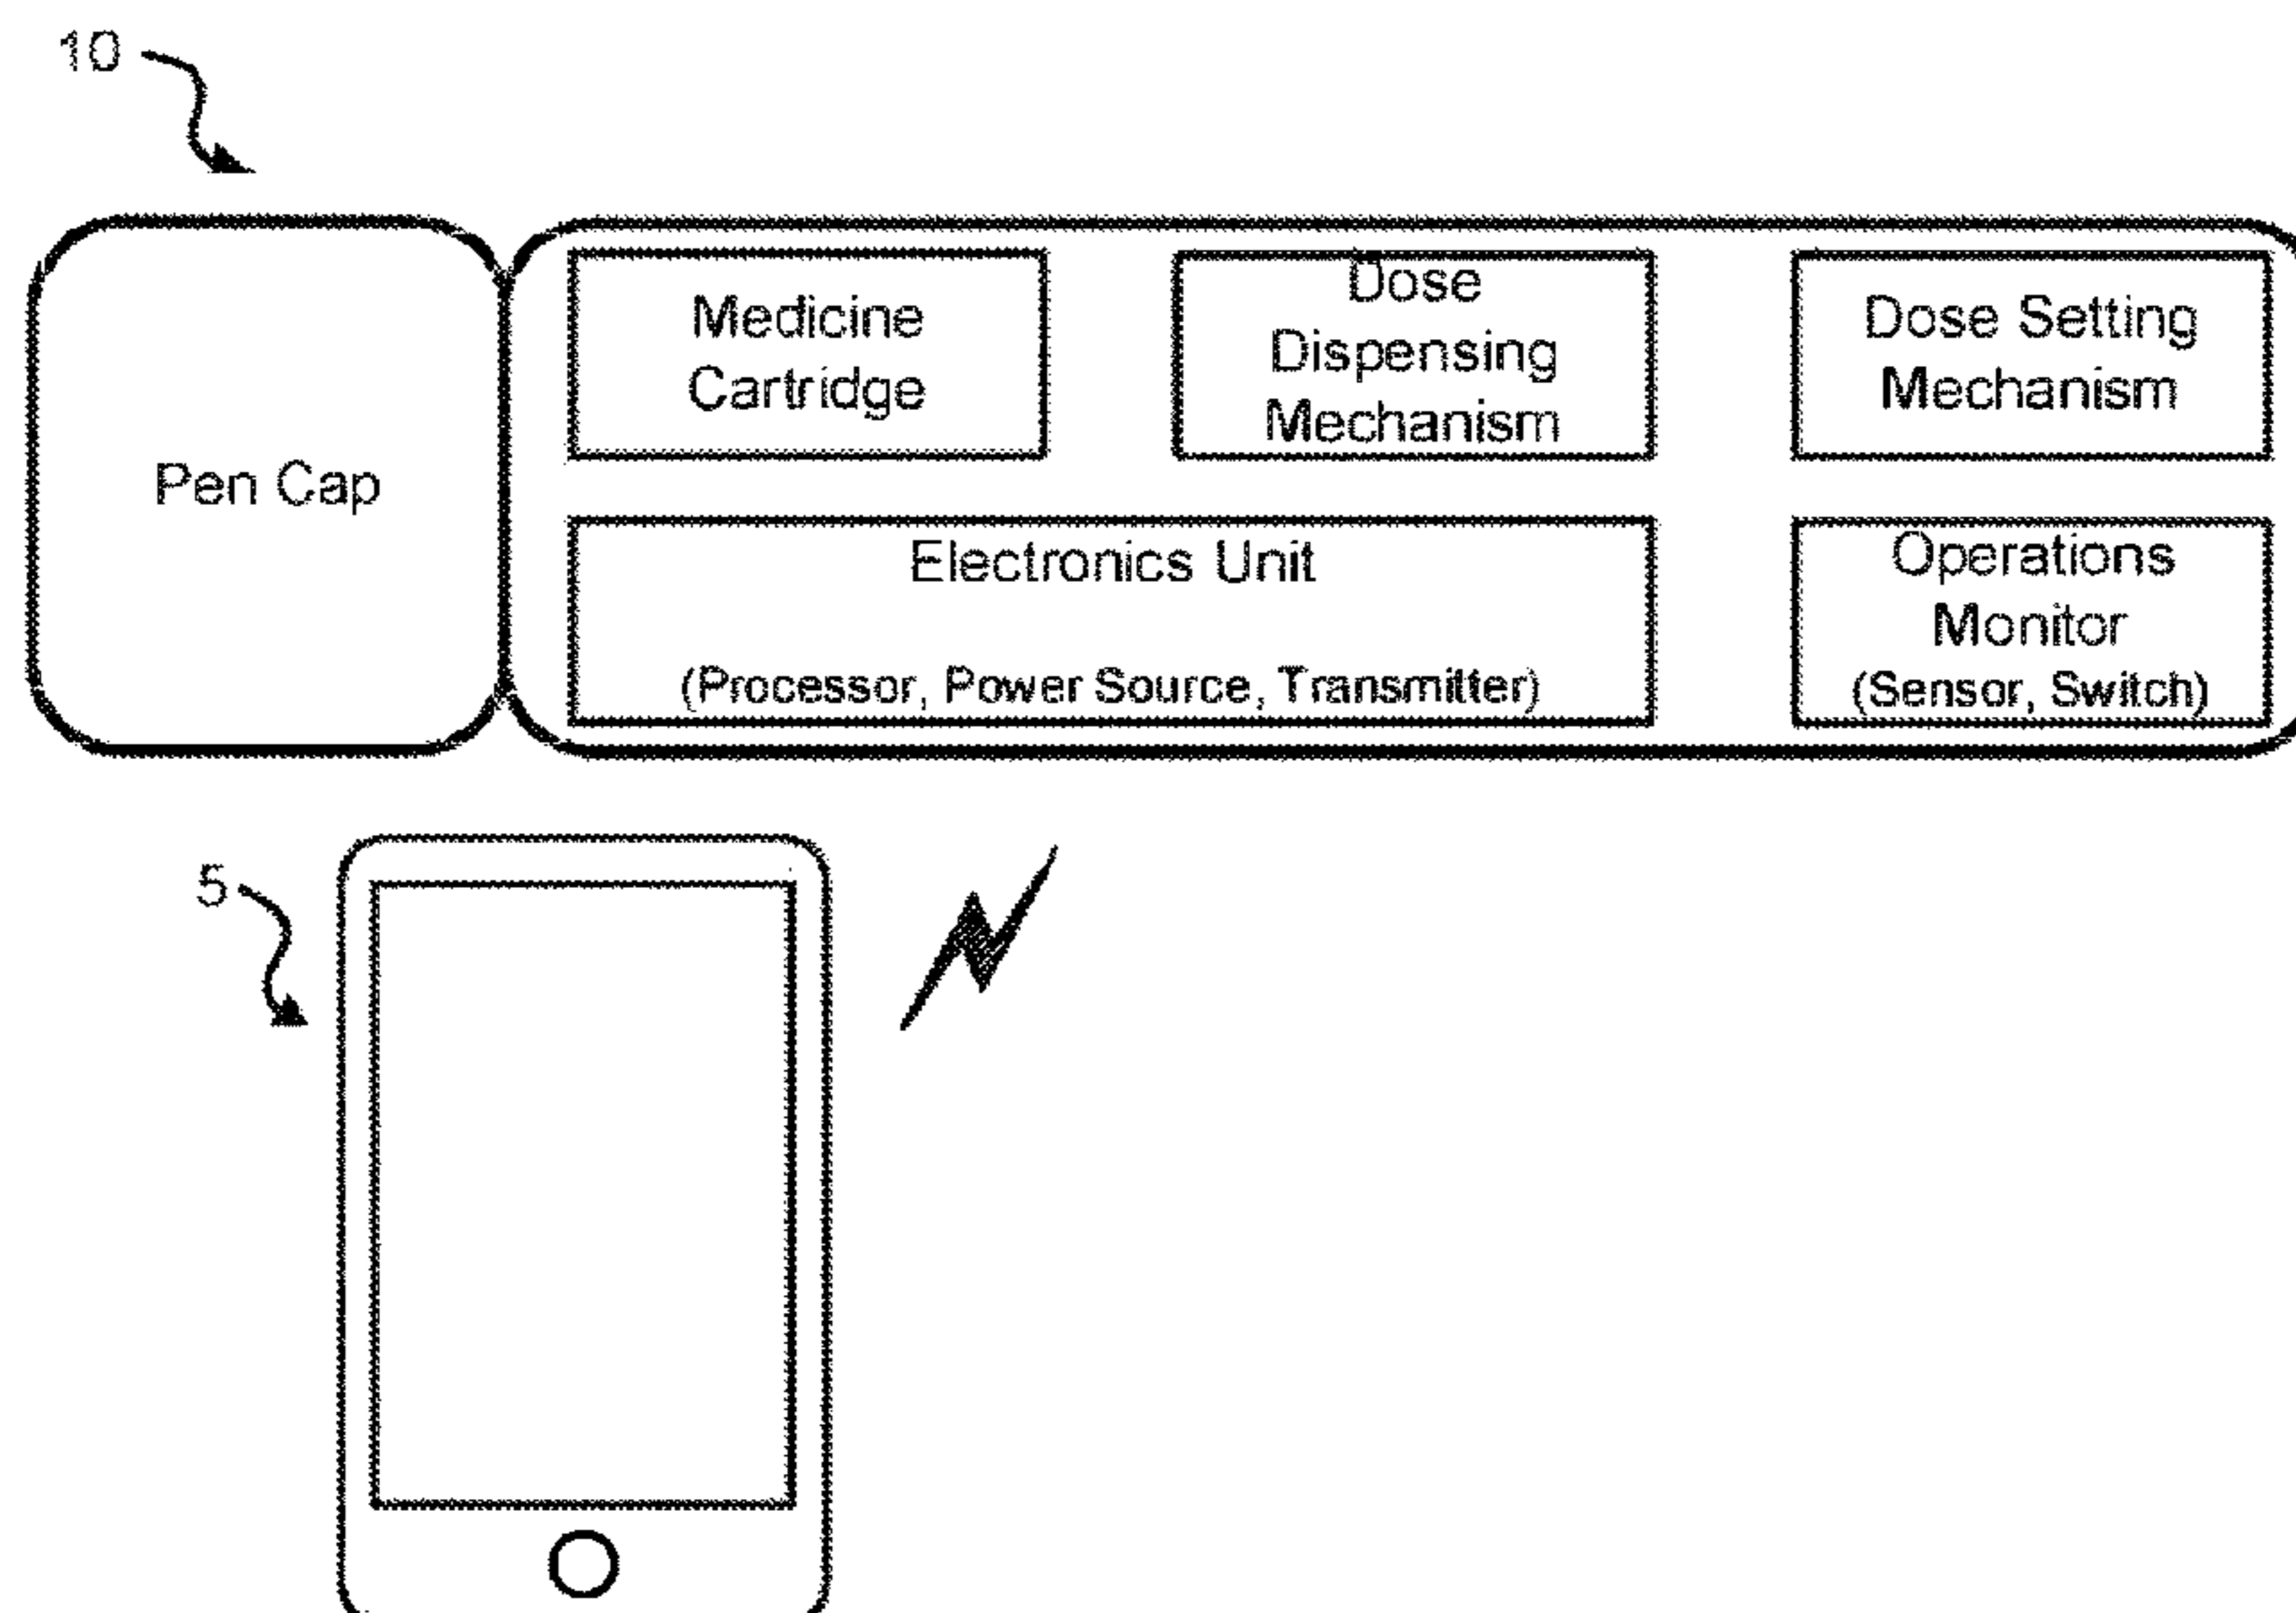 10
Pen Cap
Medicine
Cartridge
Dose
Dispensing
Mechanism
Dose Setting
Mechanism
Electronics Unit
(Processor, Power Source, Transmitter)
Operations
Monitor
(Sensor, Switch)
5